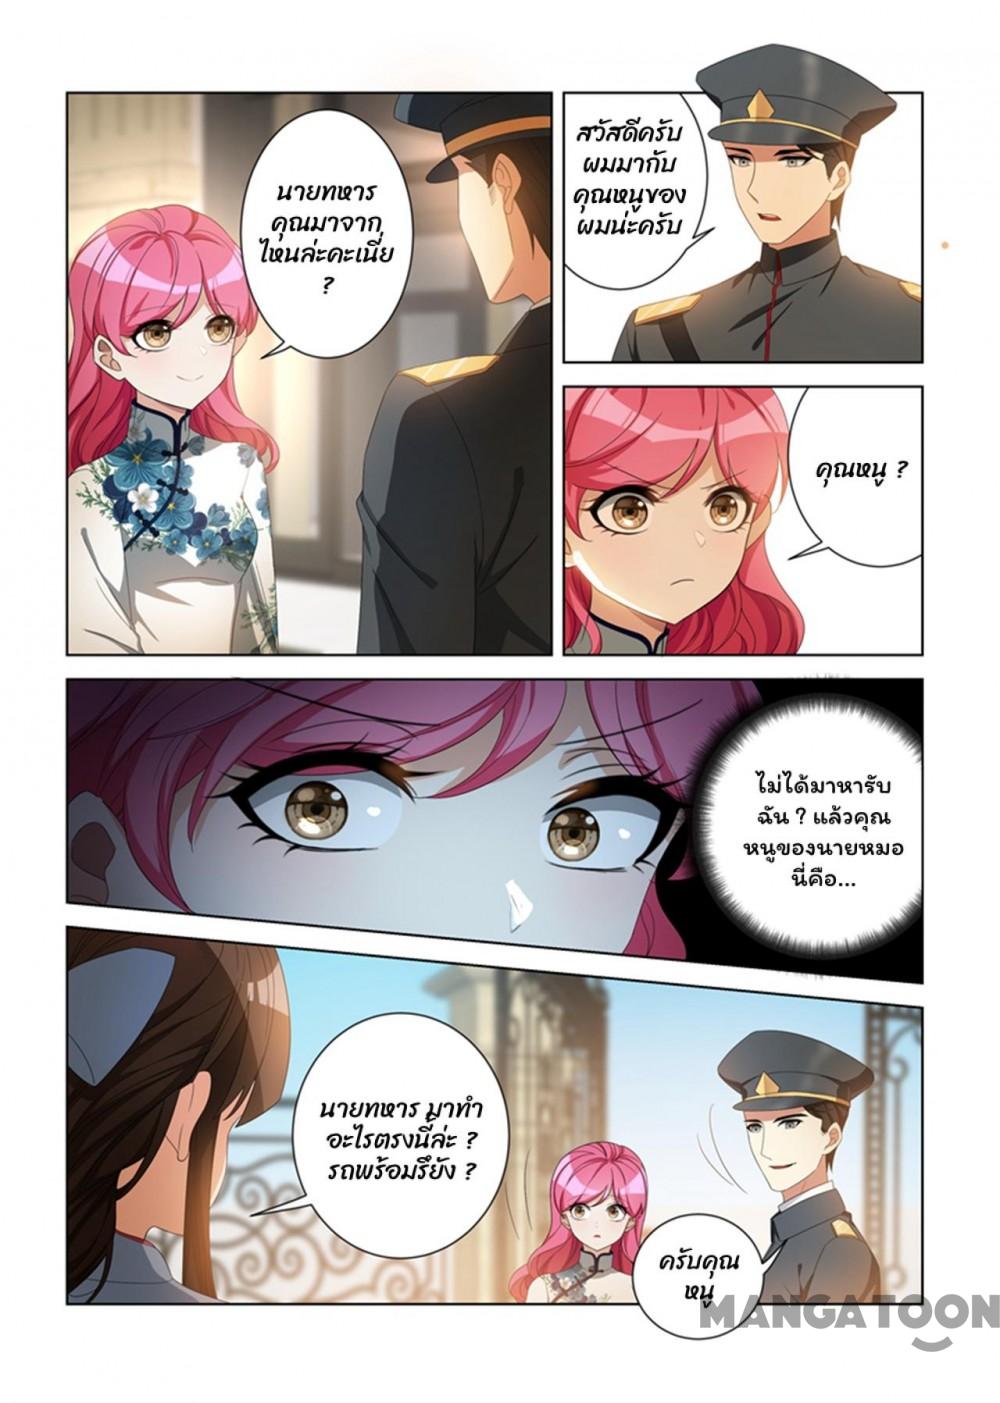 นายทหาร
คุณมาจาก
ไหนล่ะคะเนี่ย
?
สวัสดีครับ
ผมมากับ
คุณหนูของ
ผมน่ะครับ
คุณหนู ?
ไม่ได้มาหารับ
ฉัน ? แล้วคุณ
หนูของนายหมอ
นี่คือ...
นายทหาร มาทำ
อะไรตรงนี้ล่ะ ?
รถพร้อมรึยัง ?
ครับคุณ
หนู
MANGATOON